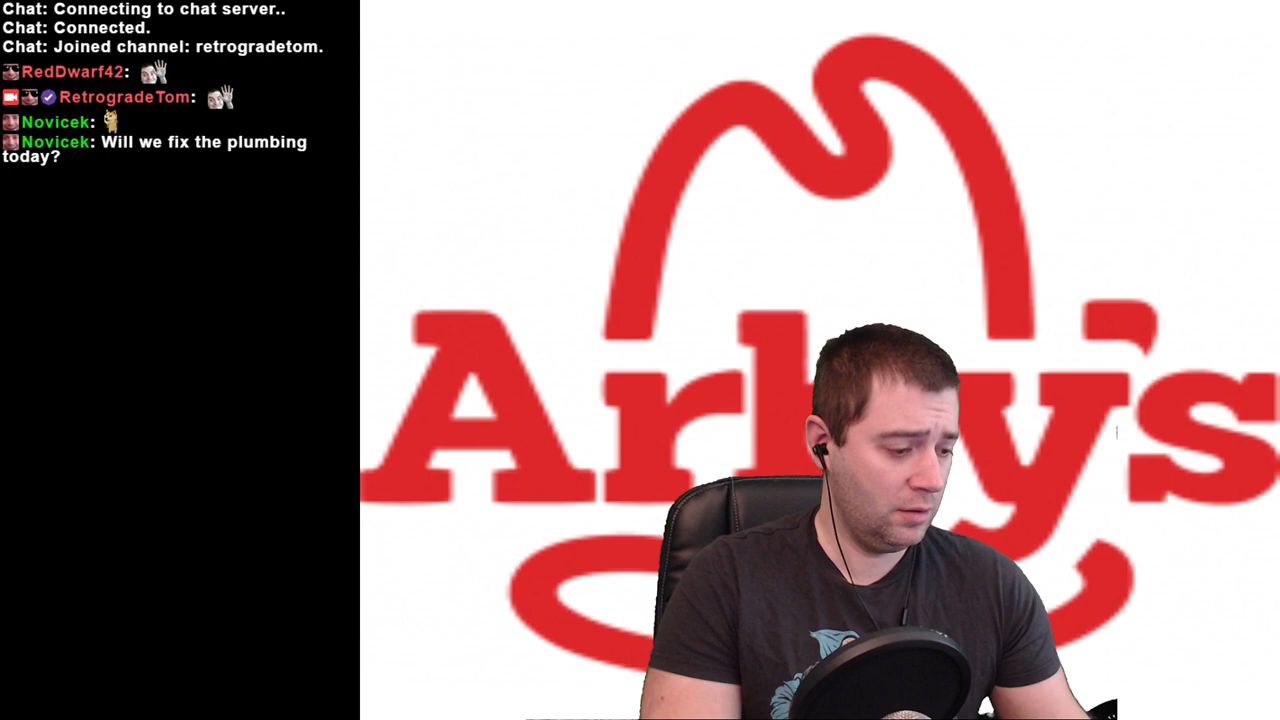 Chat: Connecting to chat server..
Chat: Connected.
Chat: Joined channel: retrogradetom.
RedDwarf42:
RetrogradeTom:
Novicek:
Novicek: Will we fix the plumbing
today?
Arby's